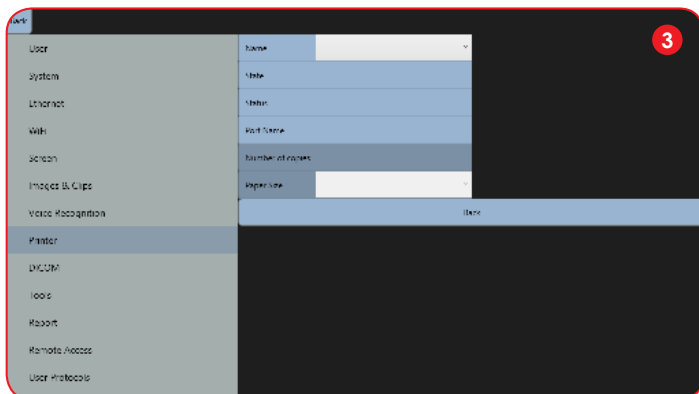 Back
3
User
System
Ethernet
WiFi
Screen
Images & Clips
Voice Recognition
Printer
DICOM
Tools
Report
Remote Access
User Protocols
Name
State
Status
Port Name
Number of copies
Paper Size
Back